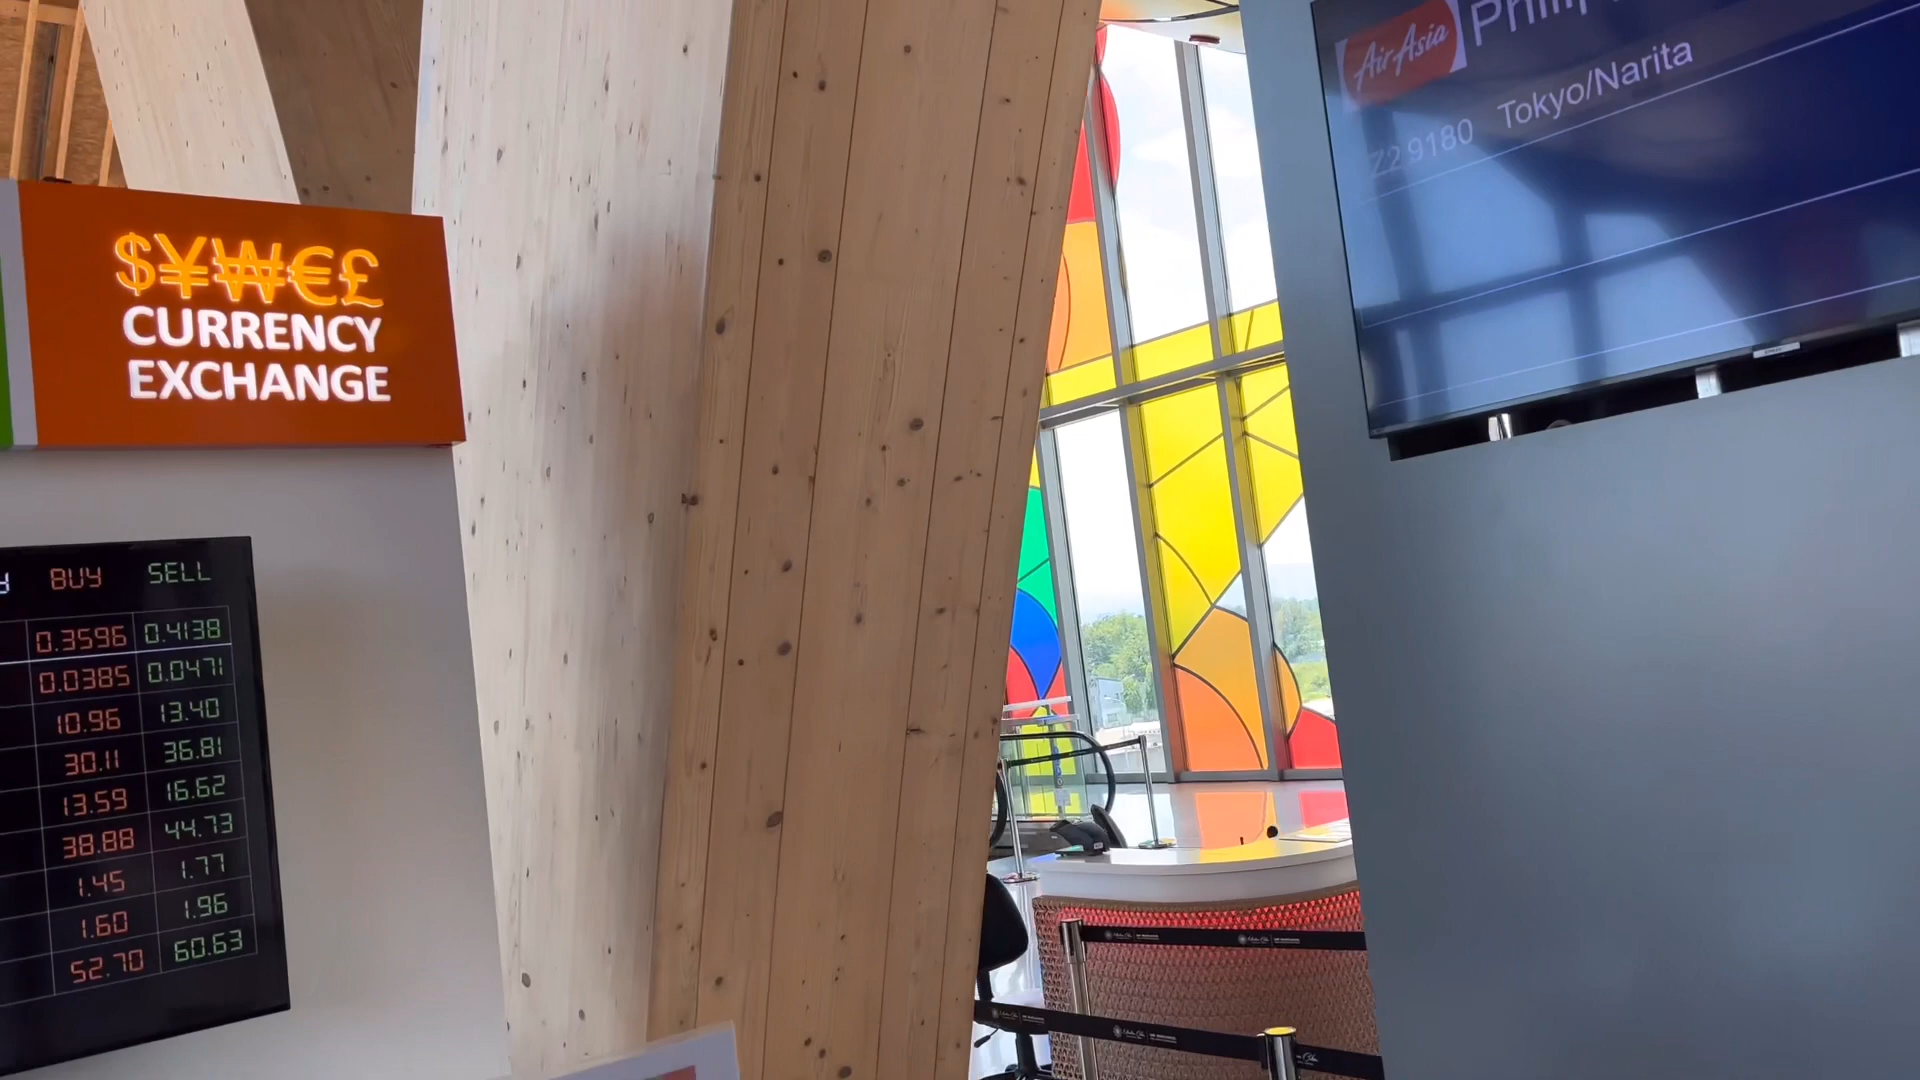 $¥₩€£
CURRENCY
EXCHANGE
BUY SELL
0.3596 0.4138
0.0385 0.0471
10.96 13.40
30.11 36.81
13.59 16.62
38.88 44.73
1.45 1.77
1.60 1.96
52.70 60.63
AirAsia
Z2 9180 Tokyo/Narita